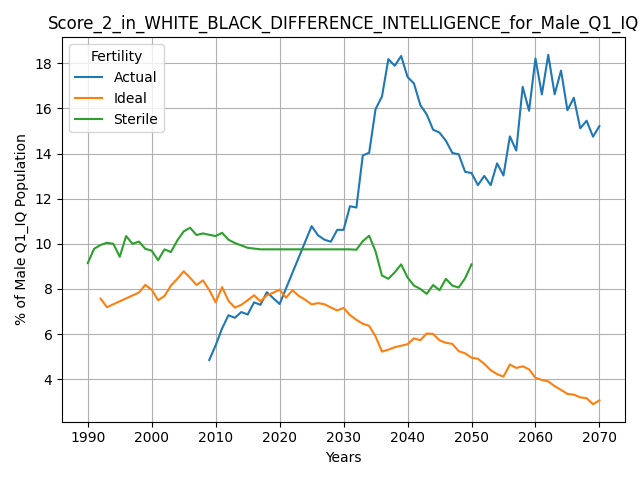 Score_2_in_WHITE_BLACK_DIFFERENCE_INTELLIGENCE_for_Male_Q1_IQ
Fertility
Actual
Ideal
Sterile
% of Male Q1_IQ Population
18
16
14
12
10
8
6
4
1990 2000 2010 2020 2030 2040 2050 2060 2070
Years